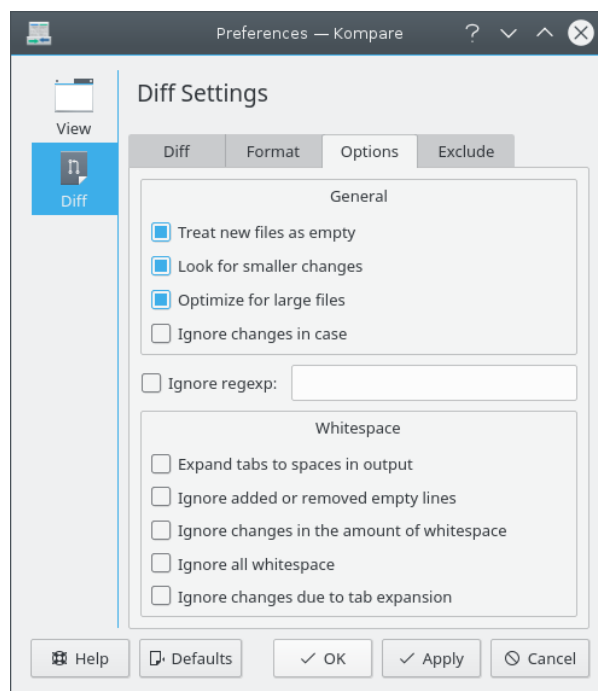 Preferences — Kompare
View
Diff
Diff Settings
Diff Format Options Exclude
General
Treat new files as empty
Look for smaller changes
Optimize for large files
Ignore changes in case
Ignore regexp:
Whitespace
Expand tabs to spaces in output
Ignore added or removed empty lines
Ignore changes in the amount of whitespace
Ignore all whitespace
Ignore changes due to tab expansion
Help Defaults OK Apply Cancel